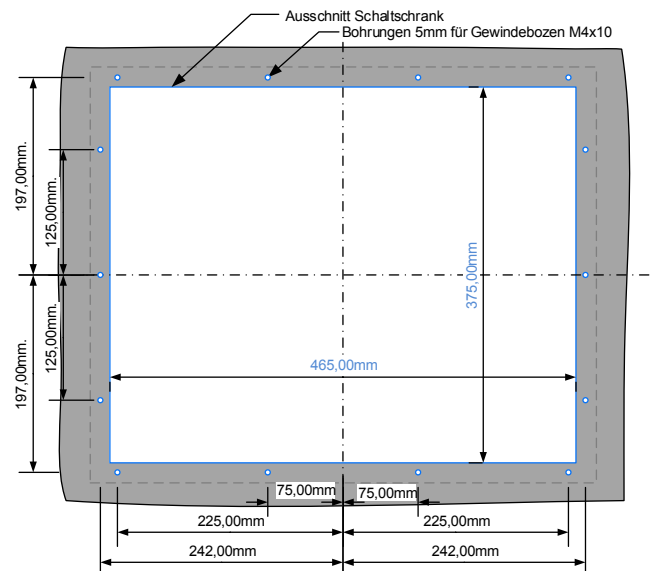 Ausschnitt Schaltschrank
Bohrungen 5mm für Gewindebozen M4x10
197,00mm.
125,00mm.
375,00mm
125,00mm.
197,00mm.
465,00mm
75,00mm
75,00mm
225,00mm
225,00mm
242,00mm
242,00mm